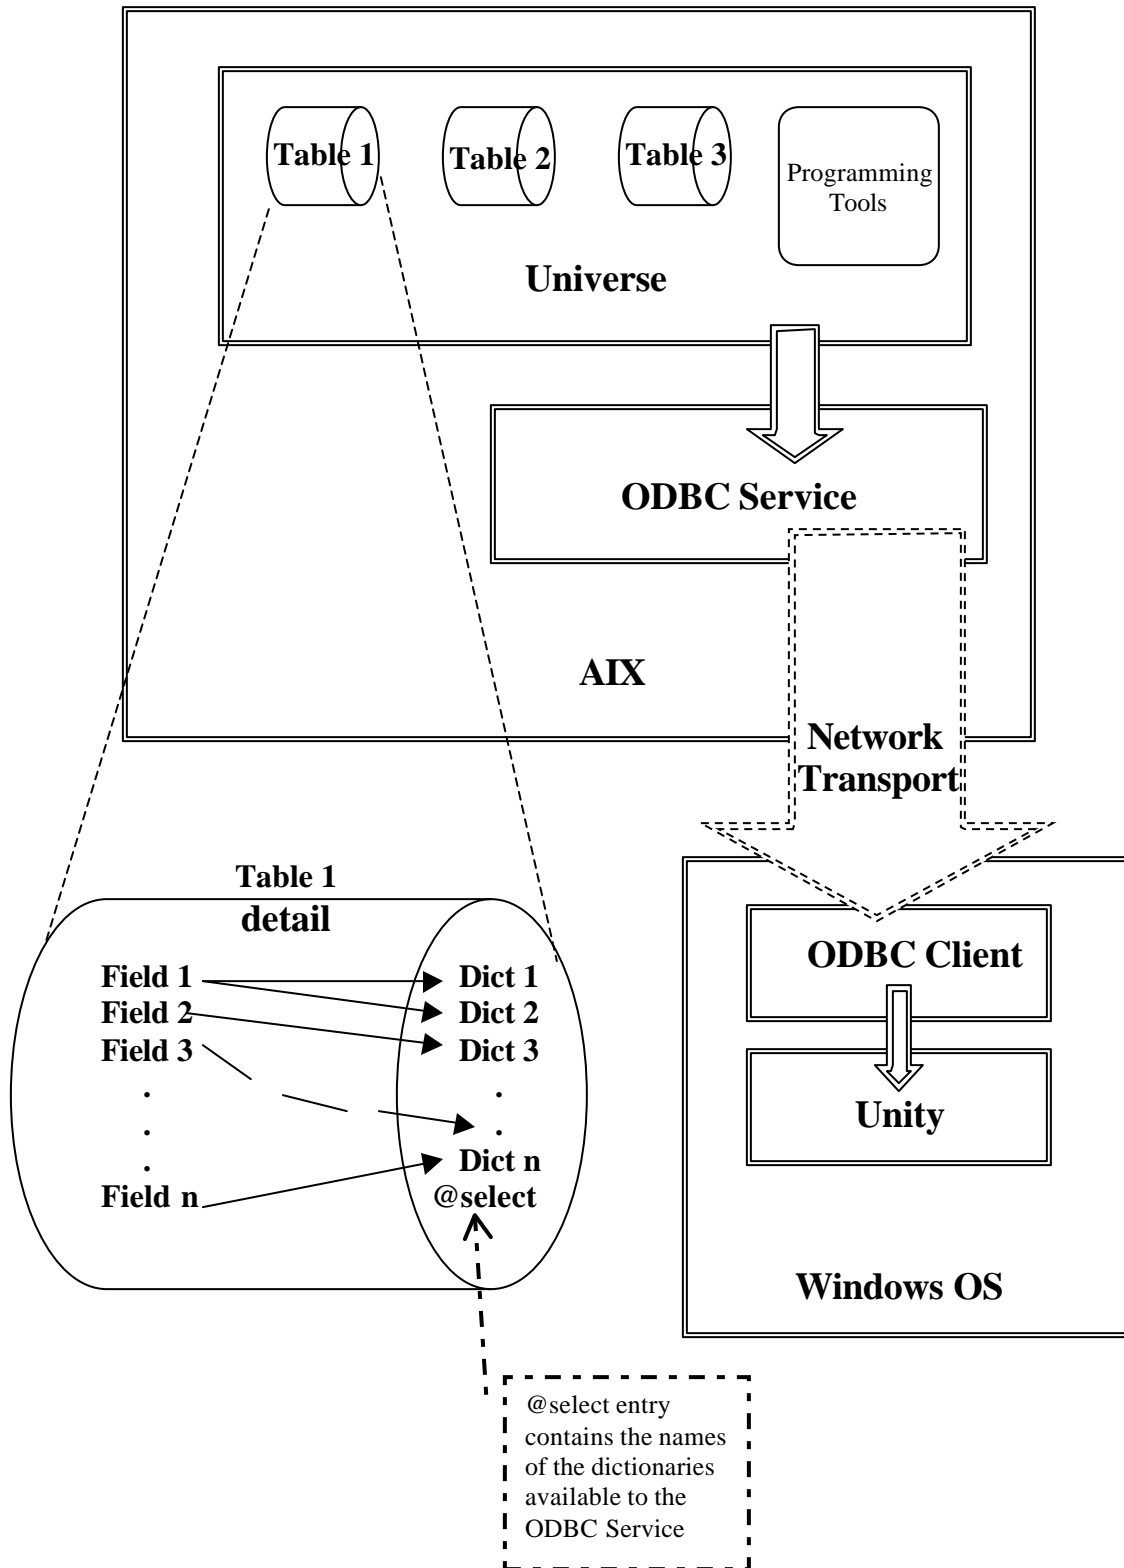 Table 1
Table 2
Table 3
Programming
Tools
Universe
ODBC Service
AIX
Network
Transport
Table 1
detail
Field 1
Field 2
Field 3
.
.
.
Field n
Dict 1
Dict 2
Dict 3
.
.
Dict n
@select
ODBC Client
Unity
Windows OS
@select entry
contains the names
of the dictionaries
available to the
ODBC Service